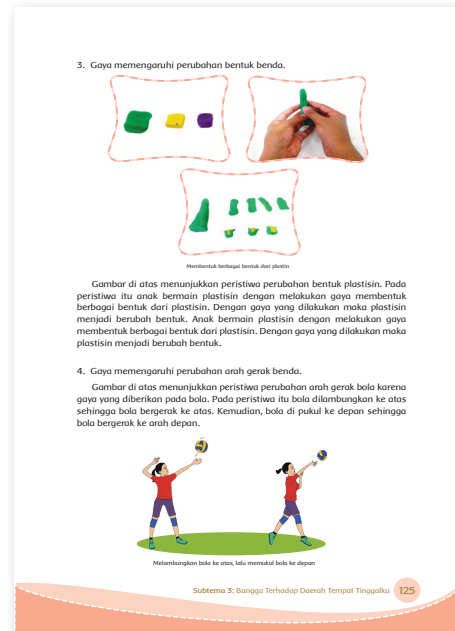 3. Gaya memengaruhi perubahan bentuk benda.
Membentuk berbagai bentuk dari plastin
Gambar di atas menunjukkan peristiwa perubahan bentuk plastisin. Pada
peristiwa itu anak bermain plastisin dengan melakukan gaya membentuk
berbagai bentuk dari plastisin. Dengan gaya yang dilakukan maka plastisin
menjadi berubah bentuk. Anak bermain plastisin dengan melakukan gaya
membentuk berbagai bentuk dari plastisin. Dengan gaya yang dilakukan maka
plastisin menjadi berubah bentuk.
4. Gaya memengaruhi perubahan arah gerak benda.
Gambar di atas menunjukkan peristiwa perubahan arah gerak bola karena
gaya yang diberikan pada bola. Pada peristiwa itu bola dilambungkan ke atas
sehingga bola bergerak ke atas. Kemudian, bola di pukul ke depan sehingga
bola bergerak ke arah depan.
Melambungkan bola ke atas, lalu memukul bola ke depan
Subtema 3: Bangga Terhadap Daerah Tempat Tinggalku 125